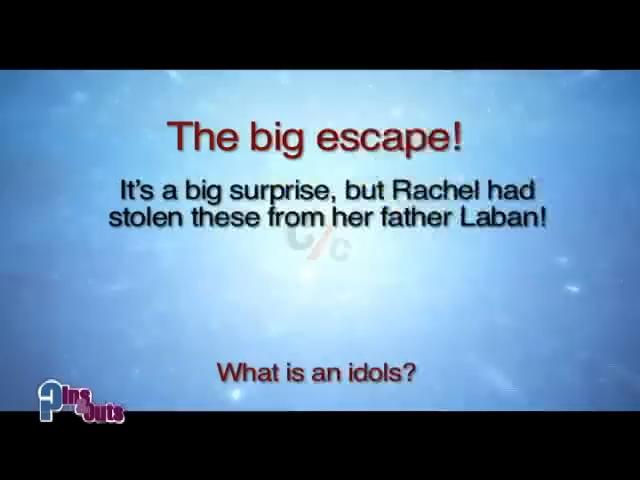 The big escape!
It's a big surprise, but Rachel had
stolen these from her father Laban!
c/c
What is an idols?
Ins
Outs